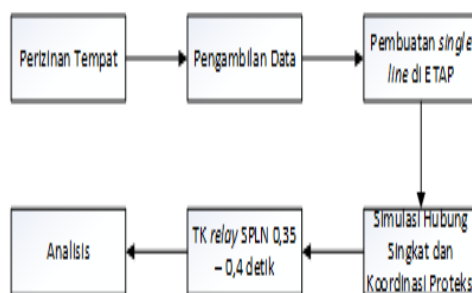 Perizinan Tempat
Pengambilan Data
Pembuatan single
line di ETAP
Simulasi Hubung
Singkat dan
Koordinasi Proteks
TK relay SPLN 0,35
– 0,4 detik
Analisis